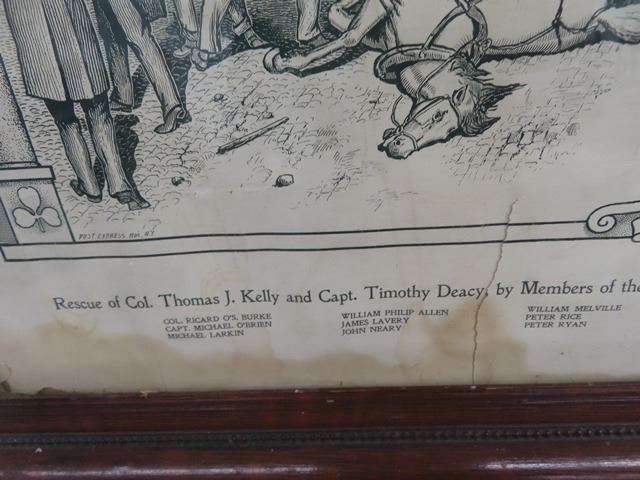 POST EXPRESS ROC. N.Y.
Rescue of Col. Thomas J. Kelly and Capt. Timothy Deacy, by Members of the
COL. RICARD O'S. BURKE WILLIAM PHILIP ALLEN WILLIAM MELVILLE
CAPT. MICHAEL O'BRIEN JAMES LAVERY PETER RICE
MICHAEL LARKIN JOHN NEARY PETER RYAN